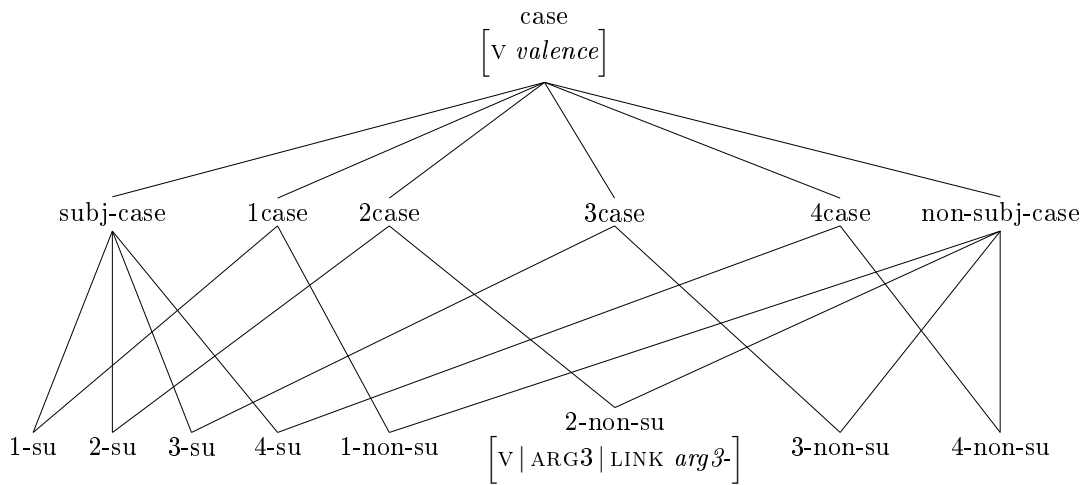 case
[V valence]
subj-case 1case 2case 3case 4case non-subj-case
1-su 2-su 3-su 4-su 1-non-su 2-non-su 3-non-su 4-non-su
[V | ARG3 | LINK arg3-]